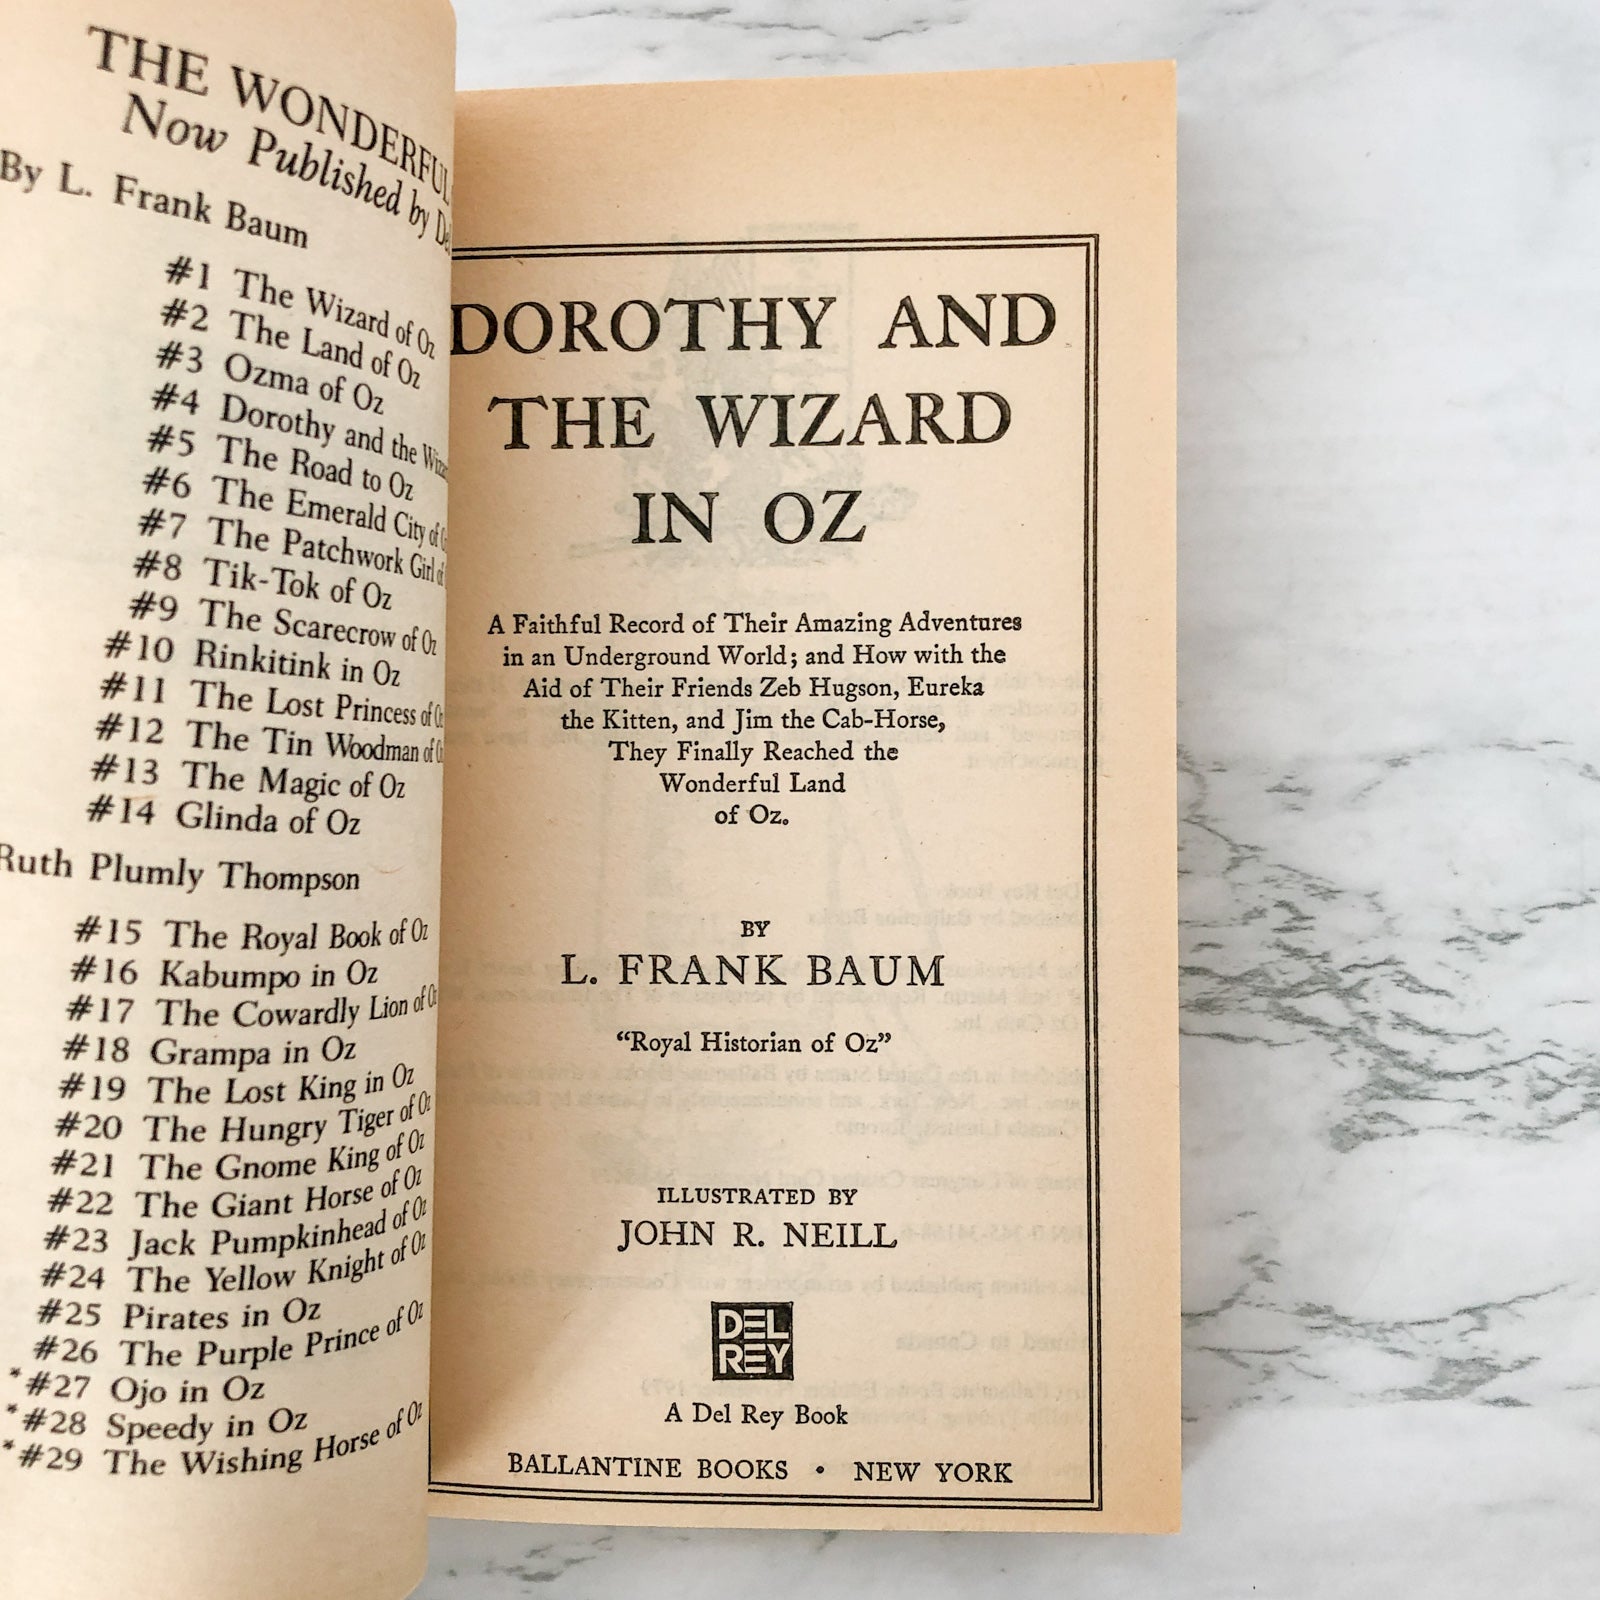 THE WONDERFUL
Now Published by De
By L. Frank Baum
#1 The Wizard of Oz
#2 The Land of Oz
#3 Ozma of Oz
#4 Dorothy and the Wizar
#5 The Road to Oz
#6 The Emerald City of
#7 The Patchwork Girl of
#8 Tik-Tok of Oz
#9 The Scarecrow of Oz
#10 Rinkitink in Oz
#11 The Lost Princess of Oz
#12 The Tin Woodman of Oz
#13 The Magic of Oz
#14 Glinda of Oz
Ruth Plumly Thompson
#15 The Royal Book of Oz
#16 Kabumpo in Oz
#17 The Cowardly Lion of Oz
#18 Grampa in Oz
#19 The Lost King in Oz
#20 The Hungry Tiger of Oz
#21 The Gnome King of Oz
#22 The Giant Horse of Oz
#23 Jack Pumpkinhead of Oz
#24 The Yellow Knight of Oz
#25 Pirates in Oz
#26 The Purple Prince of Oz
*#27 Ojo in Oz
*#28 Speedy in Oz
*#29 The Wishing Horse of Oz
DOROTHY AND
THE WIZARD
IN OZ
A Faithful Record of Their Amazing Adventures
in an Underground World; and How with the
Aid of Their Friends Zeb Hugson, Eureka
the Kitten, and Jim the Cab-Horse,
They Finally Reached the
Wonderful Land
of Oz.
BY
L. FRANK BAUM
“Royal Historian of Oz”
ILLUSTRATED BY
JOHN R. NEILL
DEL
REY
A Del Rey Book
BALLANTINE BOOKS • NEW YORK